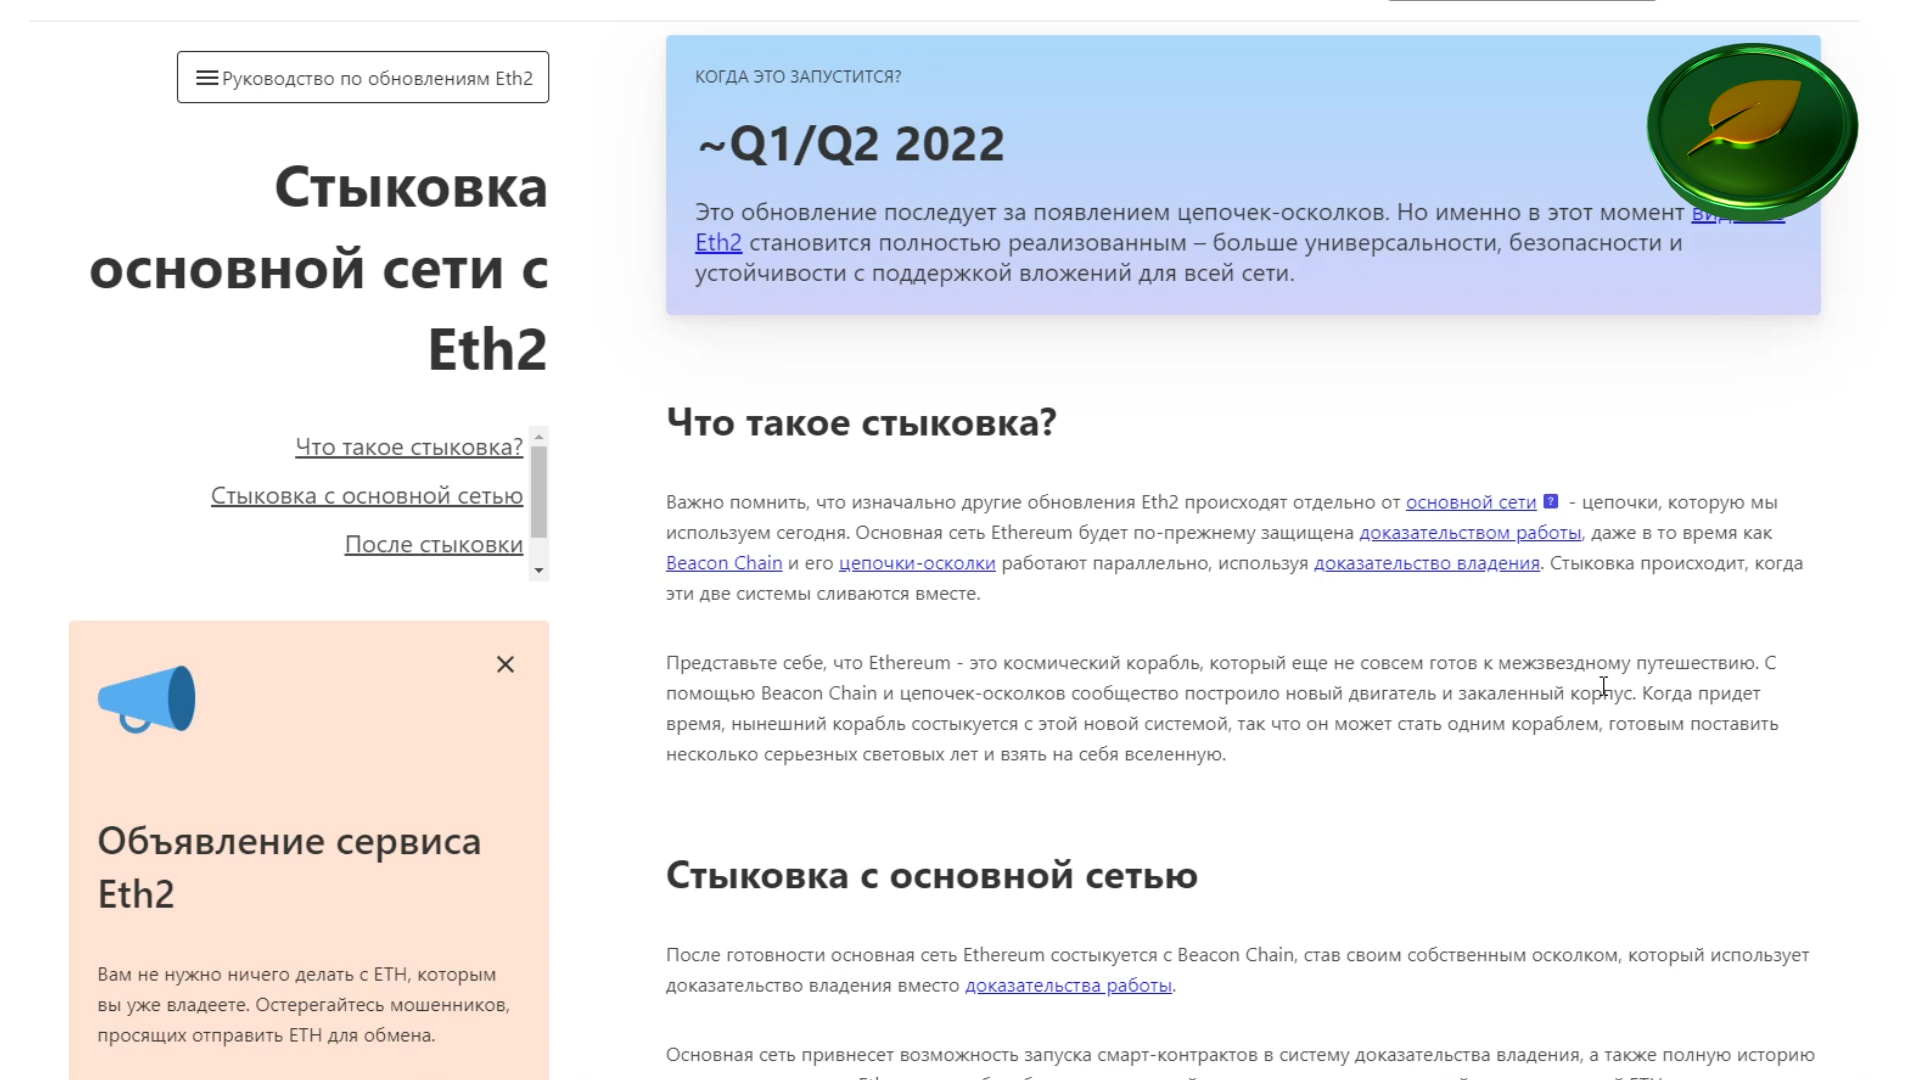 Руководство по обновлениям Eth2
Стыковка
основной сети с
Eth2
Что такое стыковка?
Стыковка с основной сетью
После стыковки
Объявление сервиса
Eth2
Вам не нужно ничего делать с ETH, которым
вы уже владеете. Остерегайтесь мошенников,
просящих отправить ETH для обмена.
КОГДА ЭТО ЗАПУСТИТСЯ?
~Q1/Q2 2022
Это обновление последует за появлением цепочек-осколков. Но именно в этот момент
Eth2 становится полностью реализованным – больше универсальности, безопасности и
устойчивости с поддержкой вложений для всей сети.
Что такое стыковка?
Важно помнить, что изначально другие обновления Eth2 происходят отдельно от основной сети ? - цепочки, которую мы
используем сегодня. Основная сеть Ethereum будет по-прежнему защищена доказательством работы, даже в то время как
Beacon Chain и его цепочки-осколки работают параллельно, используя доказательство владения. Стыковка происходит, когда
эти две системы сливаются вместе.
Представьте себе, что Ethereum - это космический корабль, который еще не совсем готов к межзвездному путешествию. С
помощью Beacon Chain и цепочек-осколков сообщество построило новый двигатель и закаленный корпус. Когда придет
время, нынешний корабль состыкуется с этой новой системой, так что он может стать одним кораблем, готовым поставить
несколько серьезных световых лет и взять на себя вселенную.
Стыковка с основной сетью
После готовности основная сеть Ethereum состыкуется с Beacon Chain, став своим собственным осколком, который использует
доказательство владения вместо доказательства работы.
Основная сеть привнесет возможность запуска смарт-контрактов в систему доказательства владения, а также полную историю